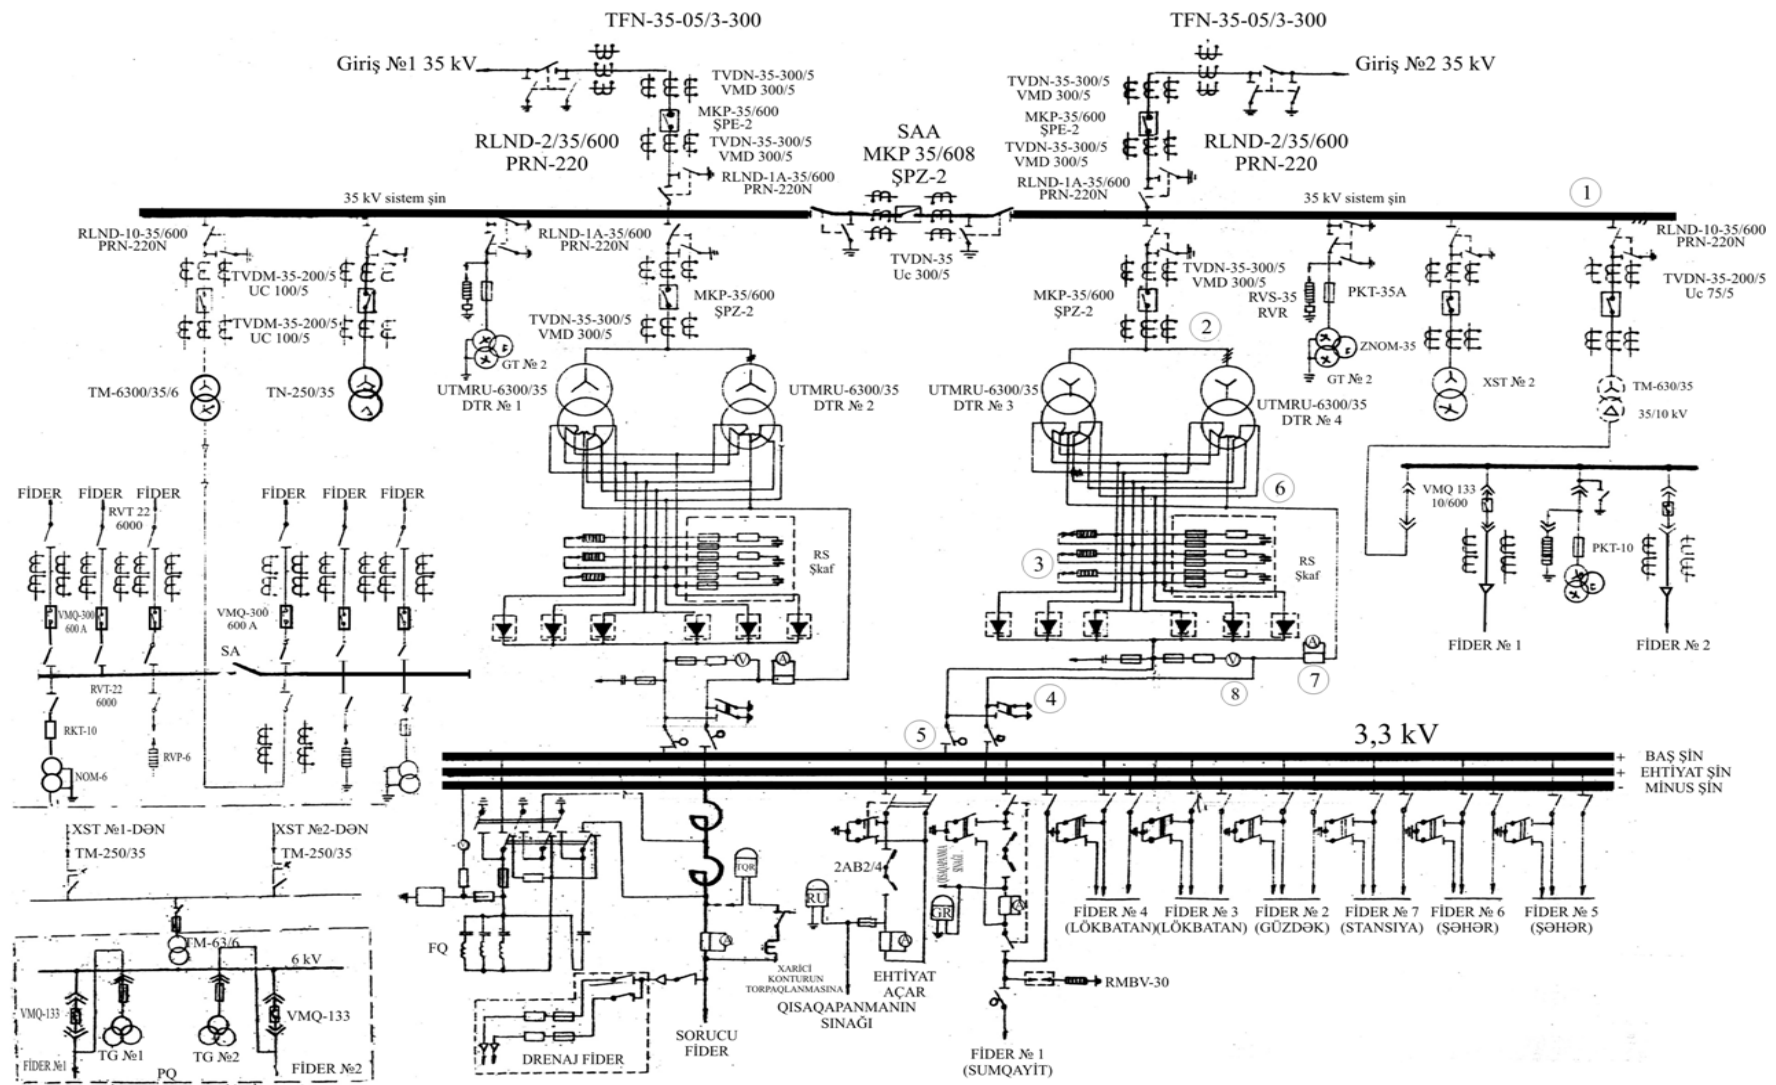 TFN-35-05/3-300
TFN-35-05/3-300
Giriş №1 35 kV
TVDN-35-300/5
VMD 300/5
MKP-35/600
ŞPE-2
TVDN-35-300/5
VMD 300/5
RLND-2/35/600
PRN-220
RLND-1A-35/600
PRN-220N
SAA
MKP 35/608
ŞPZ-2
TVDN-35
Uc 300/5
TVDN-35-300/5
VMD 300/5
MKP-35/600
ŞPE-2
TVDN-35-300/5
VMD 300/5
RLND-1A-35/600
PRN-220N
Giriş №2 35 kV
RLND-2/35/600
PRN-220
35 kV sistem şin
35 kV sistem şin
1
RLND-10-35/600
PRN-220N
TVDM-35-200/5
UC 100/5
TVDM-35-200/5
UC 100/5
RLND-1A-35/600
PRN-220N
MKP-35/600
ŞPZ-2
TVDN-35-300/5
VMD 300/5
GT № 2
TVDN-35-300/5
VMD 300/5
MKP-35/600
ŞPZ-2
2
RVS-35
RVR
PKT-35A
ZNOM-35
GT № 2
XST № 2
RLND-10-35/600
PRN-220N
TVDN-35-200/5
Uc 75/5
TM-630/35
35/10 kV
TM-6300/35/6
TN-250/35
UTMRU-6300/35
DTR № 1
UTMRU-6300/35
DTR № 2
UTMRU-6300/35
DTR № 3
UTMRU-6300/35
DTR № 4
6
FİDER
FİDER
FİDER
FİDER
FİDER
FİDER
RVT 22
6000
VMQ-300
600 A
VMQ-300
600 A
SA
RVT-22
6000
RKT-10
RVP-6
NOM-6
RS
Şkaf
3
RS
Şkaf
VMQ 133
10/600
PKT-10
FİDER № 1
FİDER № 2
V
A
V
A
7
8
4
5
3,3 kV
+ BAŞ ŞİN
+ EHTİYAT ŞİN
- MİNUS ŞİN
XST №1-DƏN
TM-250/35
XST №2-DƏN
TM-250/35
TM-63/6
6 kV
VMQ-133
VMQ-133
TG №1
TG №2
FİDER №1
FİDER №2
PQ
FQ
TQR
A
XARİCİ
KONTURUN
TORPAQLANMASINA
DRENAJ FİDER
SORUCU
FİDER
RU
2AB2/4
A
EHTİYAT
AÇAR
QISAQAPANMANIN
SINAĞI
QISAQAPANMA
SINAĞI
GR
A
RMBV-30
FİDER № 1
(SUMQAYİT)
FİDER № 4
(LÖKBATAN)
FİDER № 3
(LÖKBATAN)
FİDER № 2
(GÜZDƏK)
FİDER № 7
(STANSIYA)
FİDER № 6
(ŞƏHƏR)
FİDER № 5
(ŞƏHƏR)